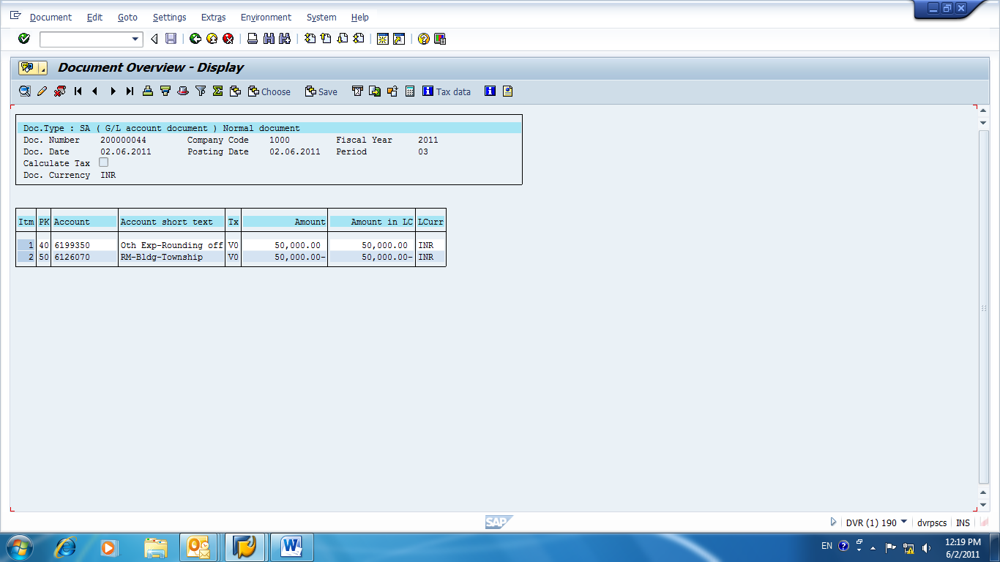 Document Edit Goto Settings Extras Environment System Help
Document Overview - Display
Choose Save Tax data
Doc.Type : SA ( G/L account document ) Normal document
Doc. Number 200000044 Company Code 1000 Fiscal Year 2011
Doc. Date 02.06.2011 Posting Date 02.06.2011 Period 03
Calculate Tax
Doc. Currency INR
Itm PK Account Account short text Tx Amount Amount in LC LCurr
1 40 6199350 Oth Exp-Rounding off V0 50,000.00 50,000.00 INR
2 50 6126070 RM-Bldg-Township V0 50,000.00- 50,000.00- INR
SAP DVR (1) 190 dvrpscs INS
EN 12:19 PM
6/2/2011